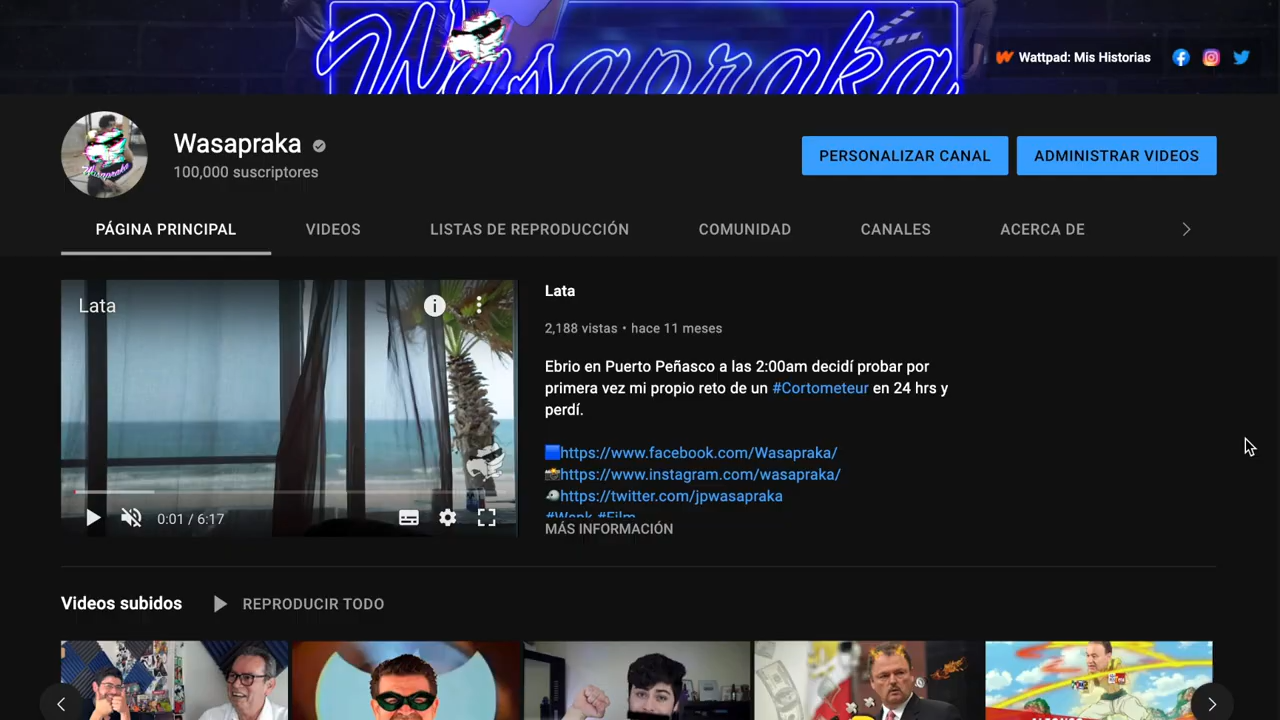 Wasapraka
Wattpad: Mis Historias
Wasapraka
100,000 suscriptores
PERSONALIZAR CANAL
ADMINISTRAR VIDEOS
PÁGINA PRINCIPAL
VIDEOS
LISTAS DE REPRODUCCIÓN
COMUNIDAD
CANALES
ACERCA DE
Lata
0:01 / 6:17
Lata
2,188 vistas • hace 11 meses
Ebrio en Puerto Peñasco a las 2:00am decidí probar por
primera vez mi propio reto de un #Cortometeur en 24 hrs y
perdí.
https://www.facebook.com/Wasapraka/
https://www.instagram.com/wasapraka/
https://twitter.com/jpwasapraka
MÁS INFORMACIÓN
Videos subidos
REPRODUCIR TODO